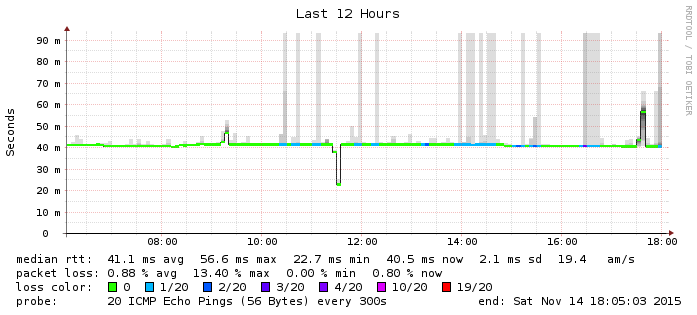 Last 12 Hours
RRDTOOL / TOBI OETIKER
Seconds
90 m
80 m
70 m
60 m
50 m
40 m
30 m
20 m
10 m
0
08:00 10:00 12:00 14:00 16:00 18:00
median rtt: 41.1 ms avg 56.6 ms max 22.7 ms min 40.5 ms now 2.1 ms sd 19.4 am/s
packet loss: 0.88 % avg 13.40 % max 0.00 % min 0.80 % now
loss color: 0 1/20 2/20 3/20 4/20 10/20 19/20
probe: 20 ICMP Echo Pings (56 Bytes) every 300s end: Sat Nov 14 18:05:03 2015